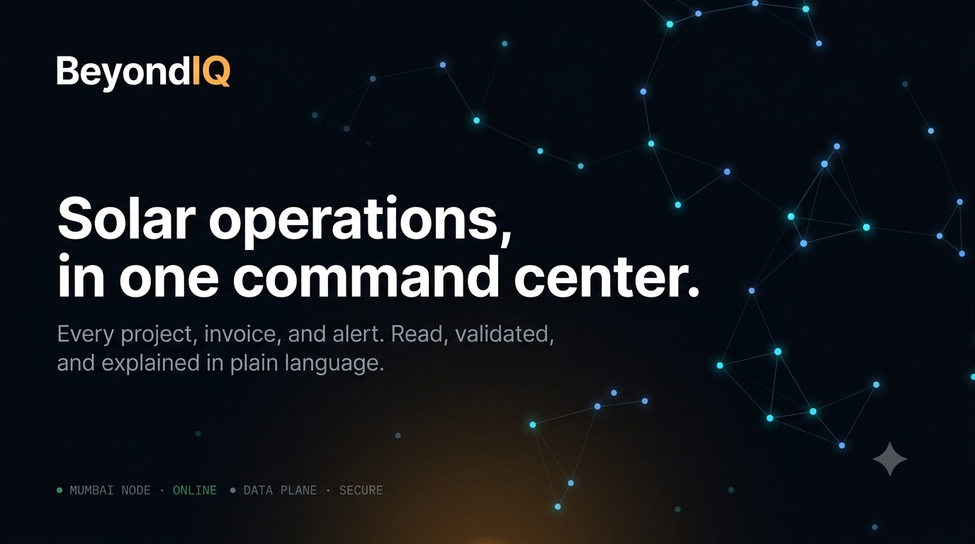 BeyondIQ
Solar operations,
in one command center.
Every project, invoice, and alert. Read, validated,
and explained in plain language.
MUMBAI NODE · ONLINE ● DATA PLANE · SECURE